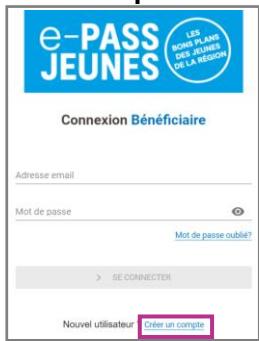 e-PASS
JEUNES
LES
BONS PLANS
DES JEUNES
DE LA RÉGION
Connexion Bénéficiaire
Adresse email
Mot de passe
Mot de passe oublié?
> SE CONNECTER
Nouvel utilisateur Créer un compte